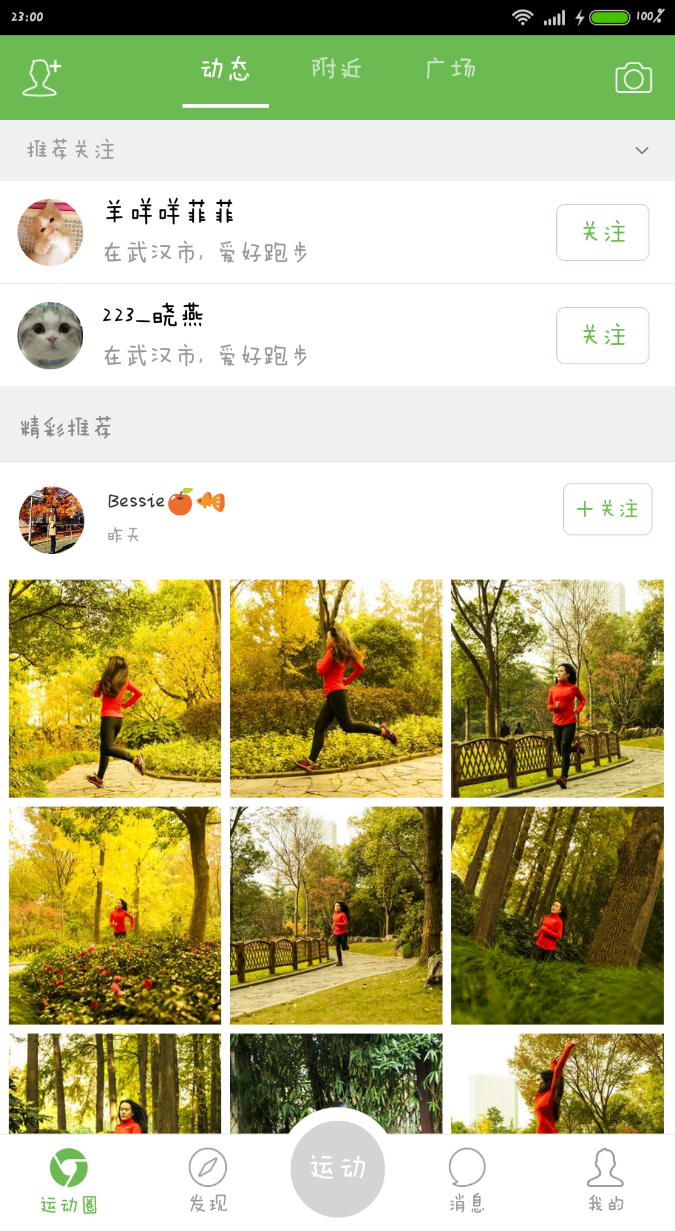 23:00 100%
动态 附近 广场
推荐关注
羊咩咩菲菲
在武汉市, 爱好跑步
关注
223_晓燕
在武汉市, 爱好跑步
关注
精彩推荐
Bessie🍊🐠
昨天
+关注
运动圈 发现 运动 消息 我的